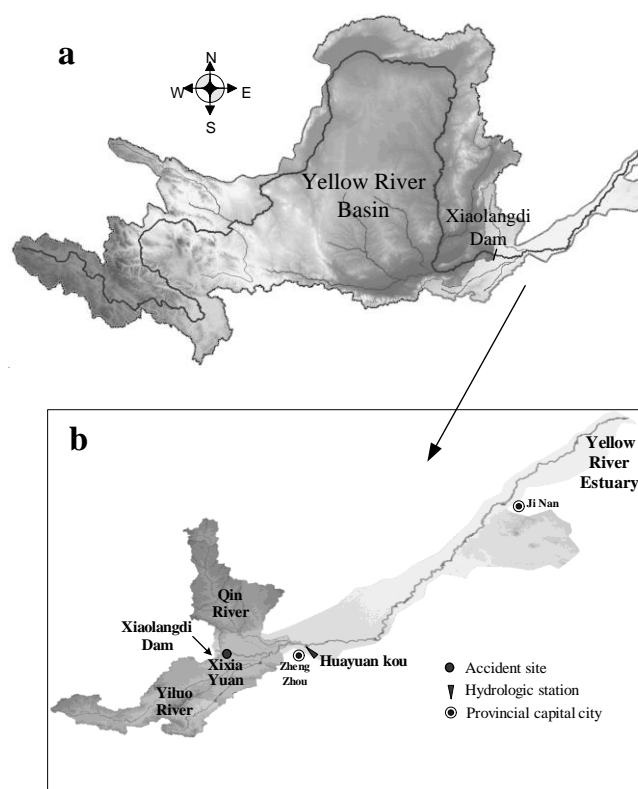 a
N
W
E
S
Yellow River
Basin
Xiaolangdi
Dam
b
Yellow
River
Estuary
Ji Nan
Qin
River
Xiaolangdi
Dam
Xixia
Yuan
Huayuan kou
Zheng
Zhou
Yiluo
River
Accident site
Hydrologic station
Provincial capital city